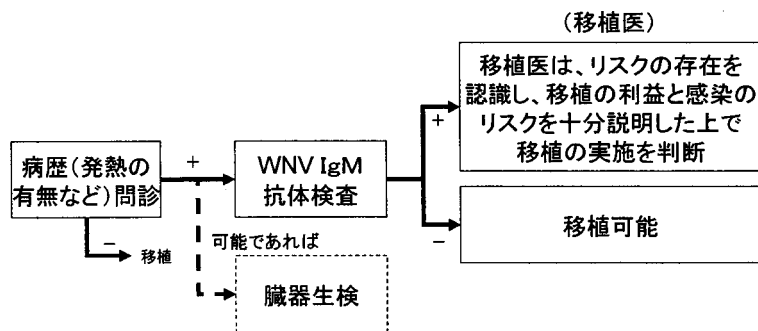 （移植医）
移植医は、リスクの存在を
認識し、移植の利益と感染の
リスクを十分説明した上で
移植の実施を判断
+
病歴（発熱の
有無など）問診
+
WNV IgM
抗体検査
−
移植
可能であれば
臓器生検
−
移植可能